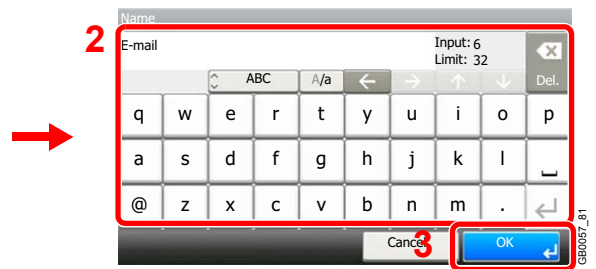 Name
2
E-mail
Input: 6
Limit: 32
Del.
ABC
A/a
q w e r t y u i o p
a s d f g h j k l
@ z x c v b n m .
Cancel
3
OK
GB0057_81